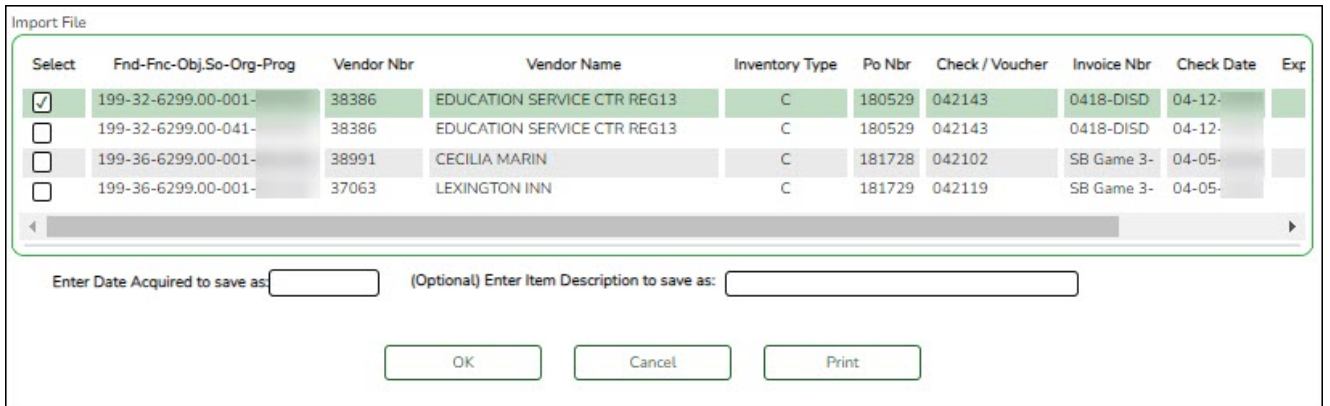 Import File
Select Fnd-Fnc-Obj.So-Org-Prog Vendor Nbr Vendor Name Inventory Type Po Nbr Check / Voucher Invoice Nbr Check Date Exp
199-32-6299.00-001- 38386 EDUCATION SERVICE CTR REG13 C 180529 042143 0418-DISD 04-12-
199-32-6299.00-041- 38386 EDUCATION SERVICE CTR REG13 C 180529 042143 0418-DISD 04-12-
199-36-6299.00-001- 38991 CECILIA MARIN C 181728 042102 SB Game 3- 04-05-
199-36-6299.00-001- 37063 LEXINGTON INN C 181729 042119 SB Game 3- 04-05-
Enter Date Acquired to save as: (Optional) Enter Item Description to save as:
OK Cancel Print